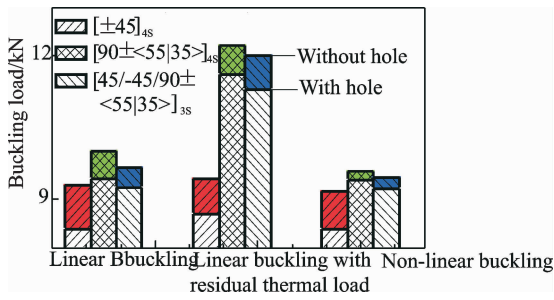 [±45]4S
12
[90±<55|35>]4S
Without hole
[45/-45/90±
<55|35>]3S
With hole
Buckling load/kN
9
Linear Bbuckling
Linear buckling with
residual thermal load
Non-linear buckling